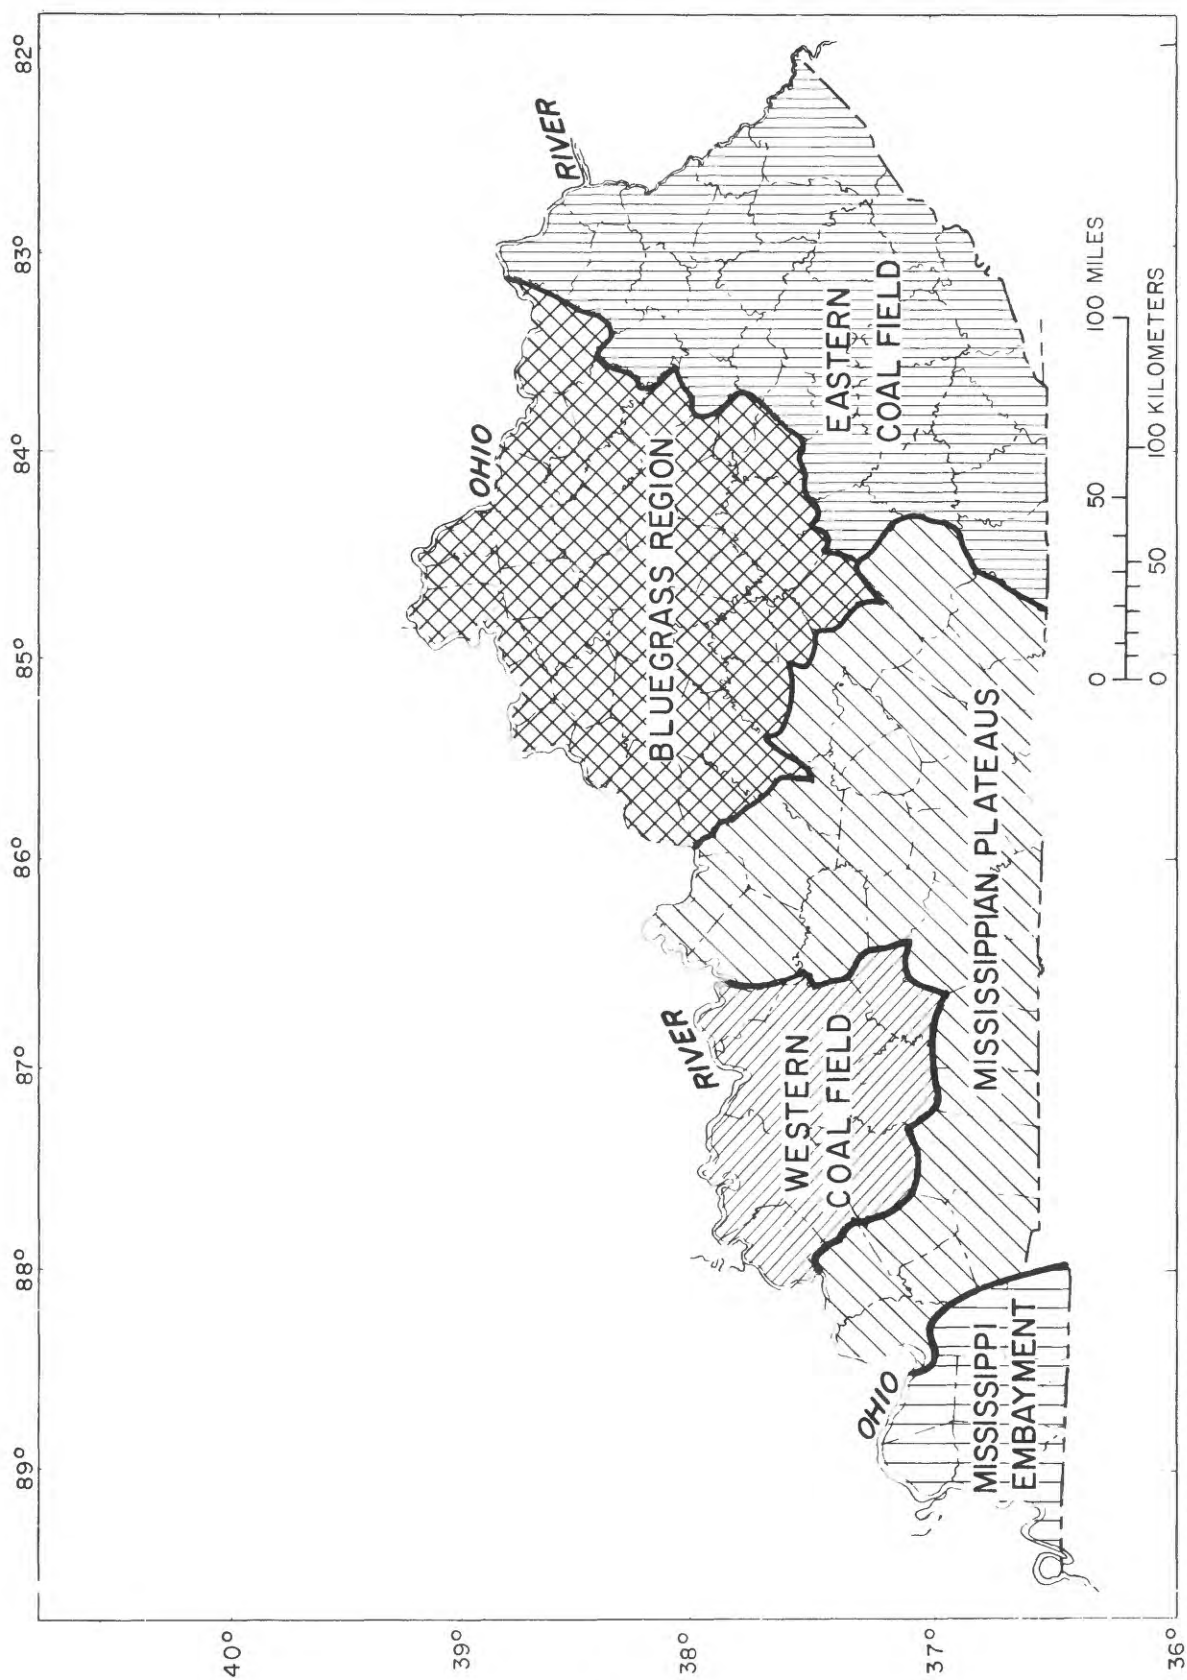 82°
83°
84°
85°
86°
87°
88°
89°
40°
39°
38°
37°
36°
RIVER
OHIO
BLUEGRASS REGION
EASTERN
COAL FIELD
RIVER
WESTERN
COAL FIELD
MISSISSIPPIAN PLATEAUS
OHIO
MISSISSIPPI
EMBAYMENT
0 50 100 MILES
0 50 100 KILOMETERS